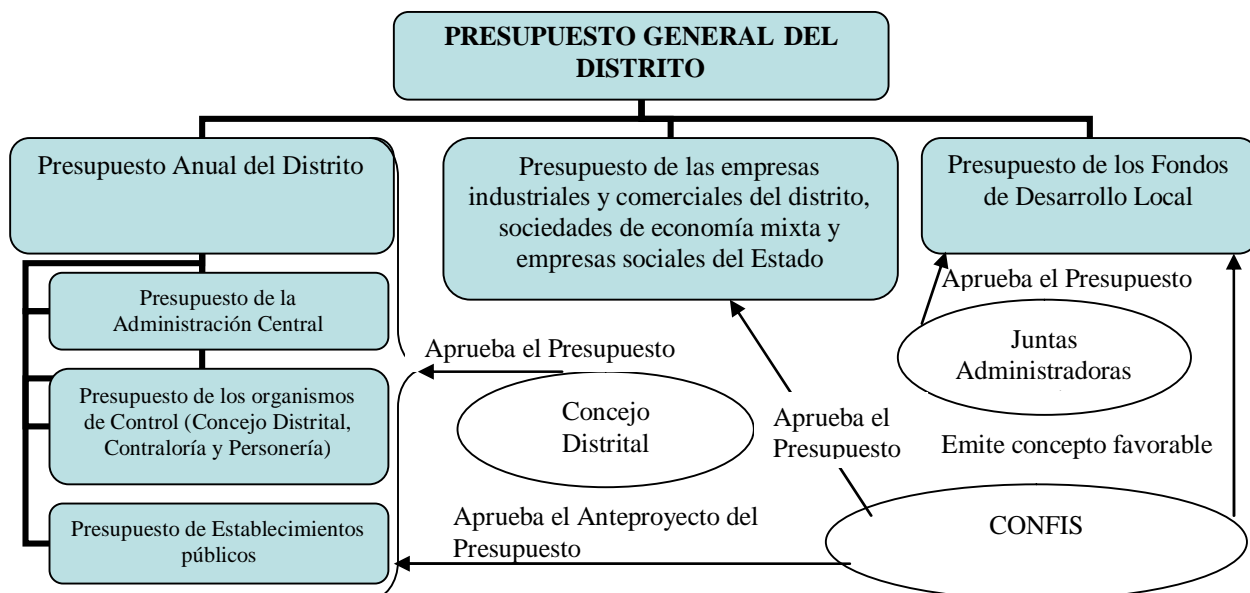 PRESUPUESTO GENERAL DEL
DISTRITO
Presupuesto Anual del Distrito
Presupuesto de las empresas
industriales y comerciales del distrito,
sociedades de economía mixta y
empresas sociales del Estado
Presupuesto de los Fondos
de Desarrollo Local
Presupuesto de la
Administración Central
Presupuesto de los organismos
de Control (Concejo Distrital,
Contraloría y Personería)
Presupuesto de Establecimientos
públicos
Aprueba el Presupuesto
Concejo
Distrital
Aprueba el Anteproyecto del
Presupuesto
Aprueba el
Presupuesto
Aprueba el Presupuesto
Juntas
Administradoras
Emite concepto favorable
CONFIS